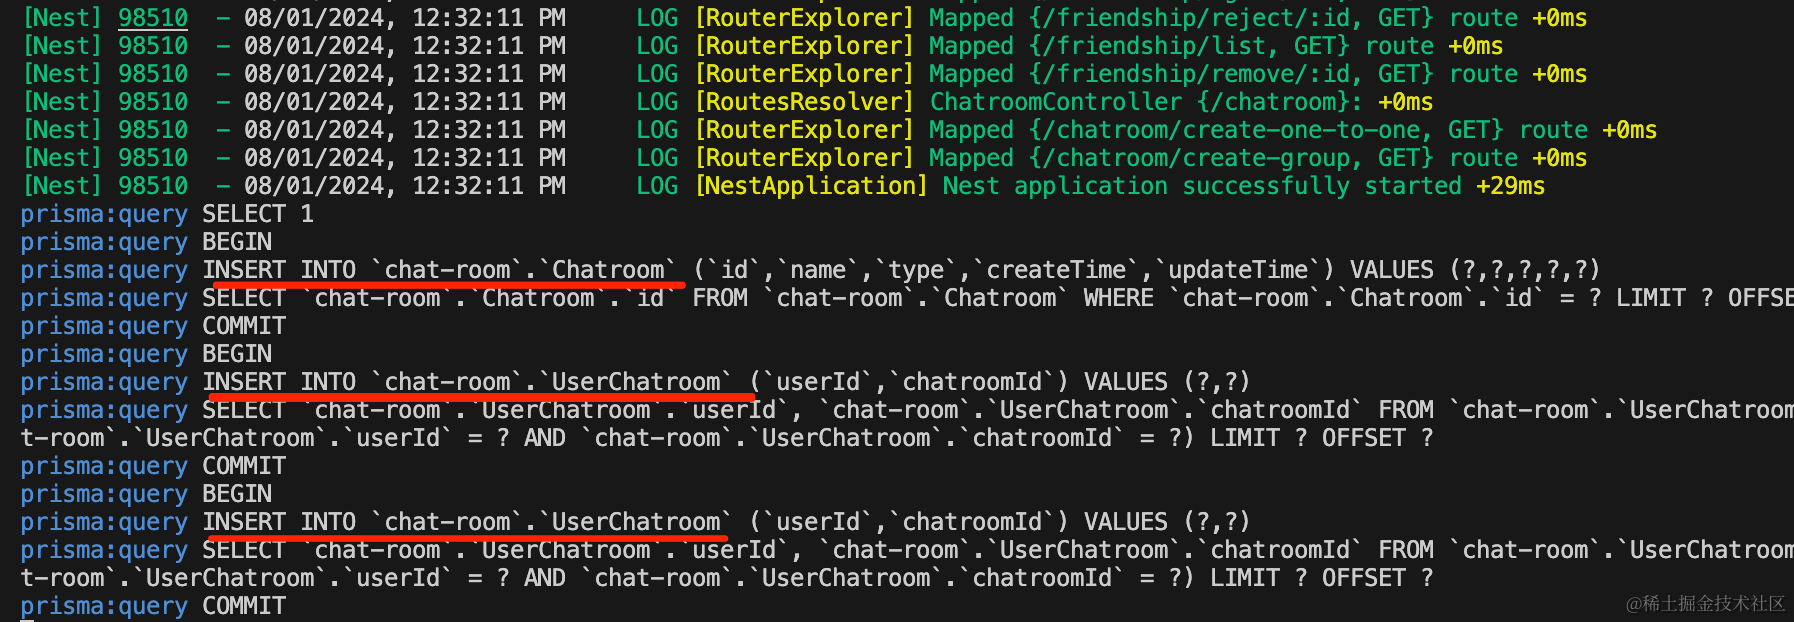 [Nest] 98510  - 08/01/2024, 12:32:11 PM     LOG [RouterExplorer] Mapped {/friendship/reject/:id, GET} route +0ms
[Nest] 98510  - 08/01/2024, 12:32:11 PM     LOG [RouterExplorer] Mapped {/friendship/list, GET} route +0ms
[Nest] 98510  - 08/01/2024, 12:32:11 PM     LOG [RouterExplorer] Mapped {/friendship/remove/:id, GET} route +0ms
[Nest] 98510  - 08/01/2024, 12:32:11 PM     LOG [RoutesResolver] ChatroomController {/chatroom}: +0ms
[Nest] 98510  - 08/01/2024, 12:32:11 PM     LOG [RouterExplorer] Mapped {/chatroom/create-one-to-one, GET} route +0ms
[Nest] 98510  - 08/01/2024, 12:32:11 PM     LOG [RouterExplorer] Mapped {/chatroom/create-group, GET} route +0ms
[Nest] 98510  - 08/01/2024, 12:32:11 PM     LOG [NestApplication] Nest application successfully started +29ms
prisma:query SELECT 1
prisma:query BEGIN
prisma:query INSERT INTO `chat-room`.`Chatroom` (`id`,`name`,`type`,`createTime`,`updateTime`) VALUES (?,?,?,?,?)
prisma:query SELECT `chat-room`.`Chatroom`.`id` FROM `chat-room`.`Chatroom` WHERE `chat-room`.`Chatroom`.`id` = ? LIMIT ? OFFSE
prisma:query COMMIT
prisma:query BEGIN
prisma:query INSERT INTO `chat-room`.`UserChatroom` (`userId`,`chatroomId`) VALUES (?,?)
prisma:query SELECT `chat-room`.`UserChatroom`.`userId`, `chat-room`.`UserChatroom`.`chatroomId` FROM `chat-room`.`UserChatroom
t-room`.`UserChatroom`.`userId` = ? AND `chat-room`.`UserChatroom`.`chatroomId` = ?) LIMIT ? OFFSET ?
prisma:query COMMIT
prisma:query BEGIN
prisma:query INSERT INTO `chat-room`.`UserChatroom` (`userId`,`chatroomId`) VALUES (?,?)
prisma:query SELECT `chat-room`.`UserChatroom`.`userId`, `chat-room`.`UserChatroom`.`chatroomId` FROM `chat-room`.`UserChatroom
t-room`.`UserChatroom`.`userId` = ? AND `chat-room`.`UserChatroom`.`chatroomId` = ?) LIMIT ? OFFSET ?
prisma:query COMMIT
@稀土掘金技术社区